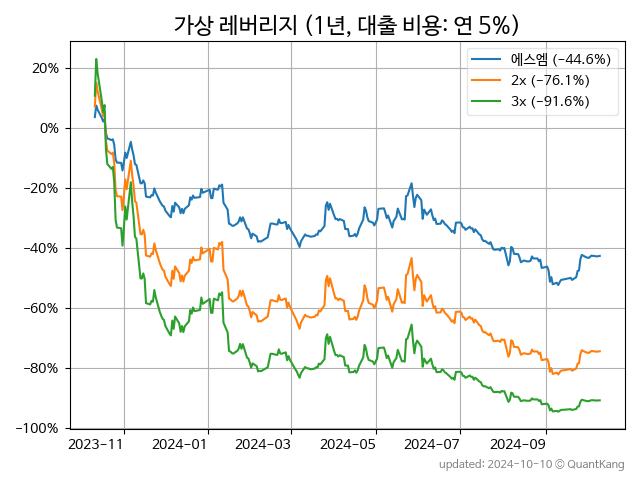 가상 레버리지 (1년, 대출 비용: 연 5%)
에스엠 (-44.6%)
2x (-76.1%)
3x (-91.6%)
20%
0%
-20%
-40%
-60%
-80%
-100%
2023-11 2024-01 2024-03 2024-05 2024-07 2024-09
updated: 2024-10-10 © QuantKang